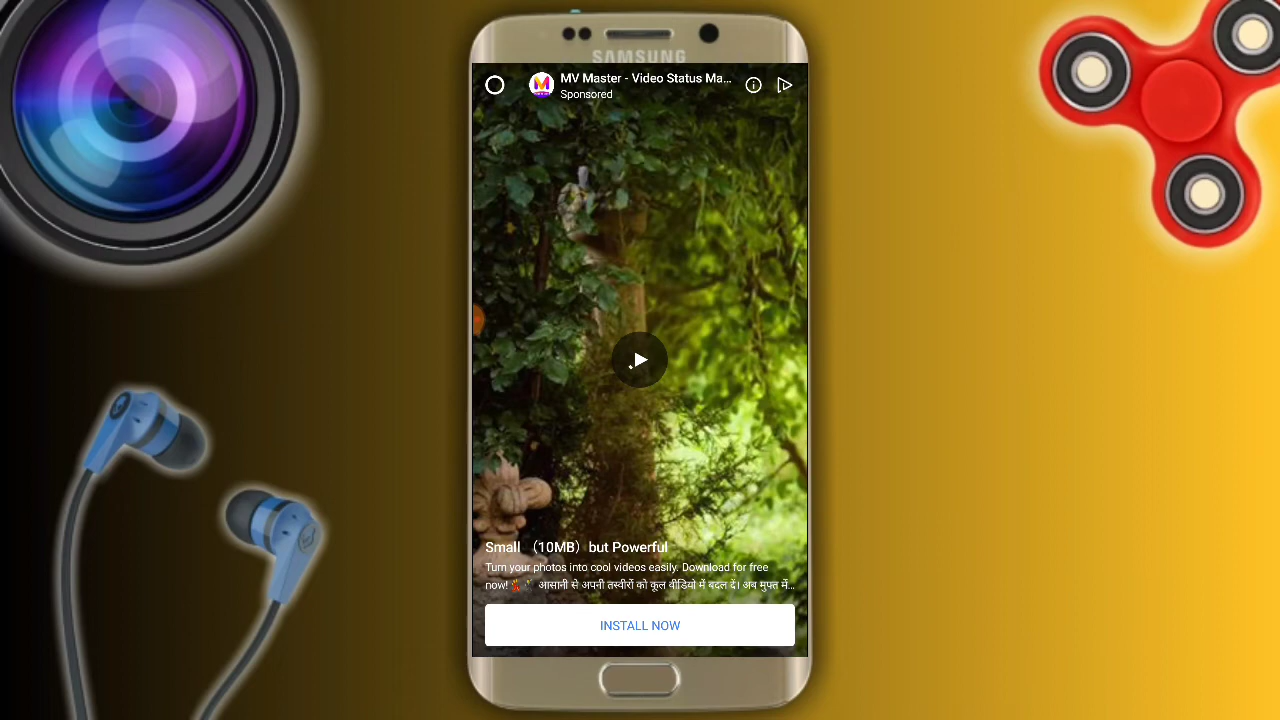 SAMSUNG
MV Master - Video Status Ma...
Sponsored
Small （10MB）but Powerful
Turn your photos into cool videos easily. Download for free
now!💃🕺 आसानी से अपनी तस्वीरों को कूल वीडियो में बदल दें। अब मुफ्त में...
INSTALL NOW